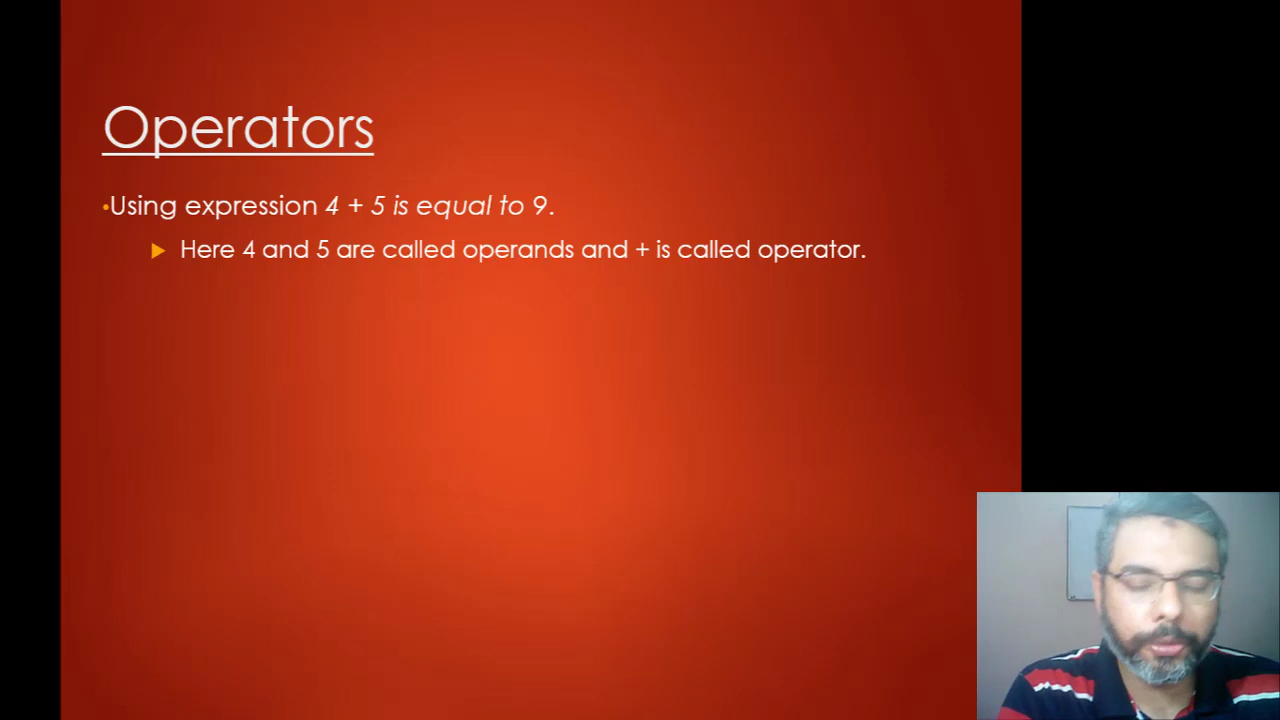 Operators
•Using expression 4 + 5 is equal to 9.
Here 4 and 5 are called operands and + is called operator.